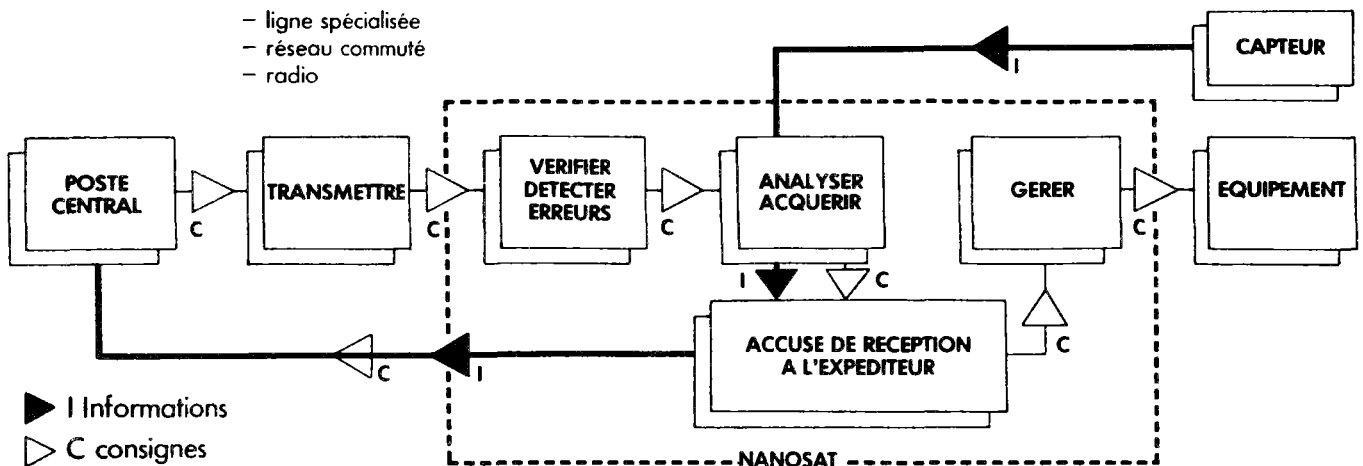 – ligne spécialisée
– réseau commuté
– radio
I
CAPTEUR
POSTE
CENTRAL
C
TRANSMETTRE
C
VERIFIER
DETECTER
ERREURS
C
ANALYSER
ACQUERIR
GERER
C
EQUIPEMENT
I
C
ACCUSE DE RECEPTION
A L'EXPEDITEUR
C
C
I
I Informations
C consignes
NANOSAT